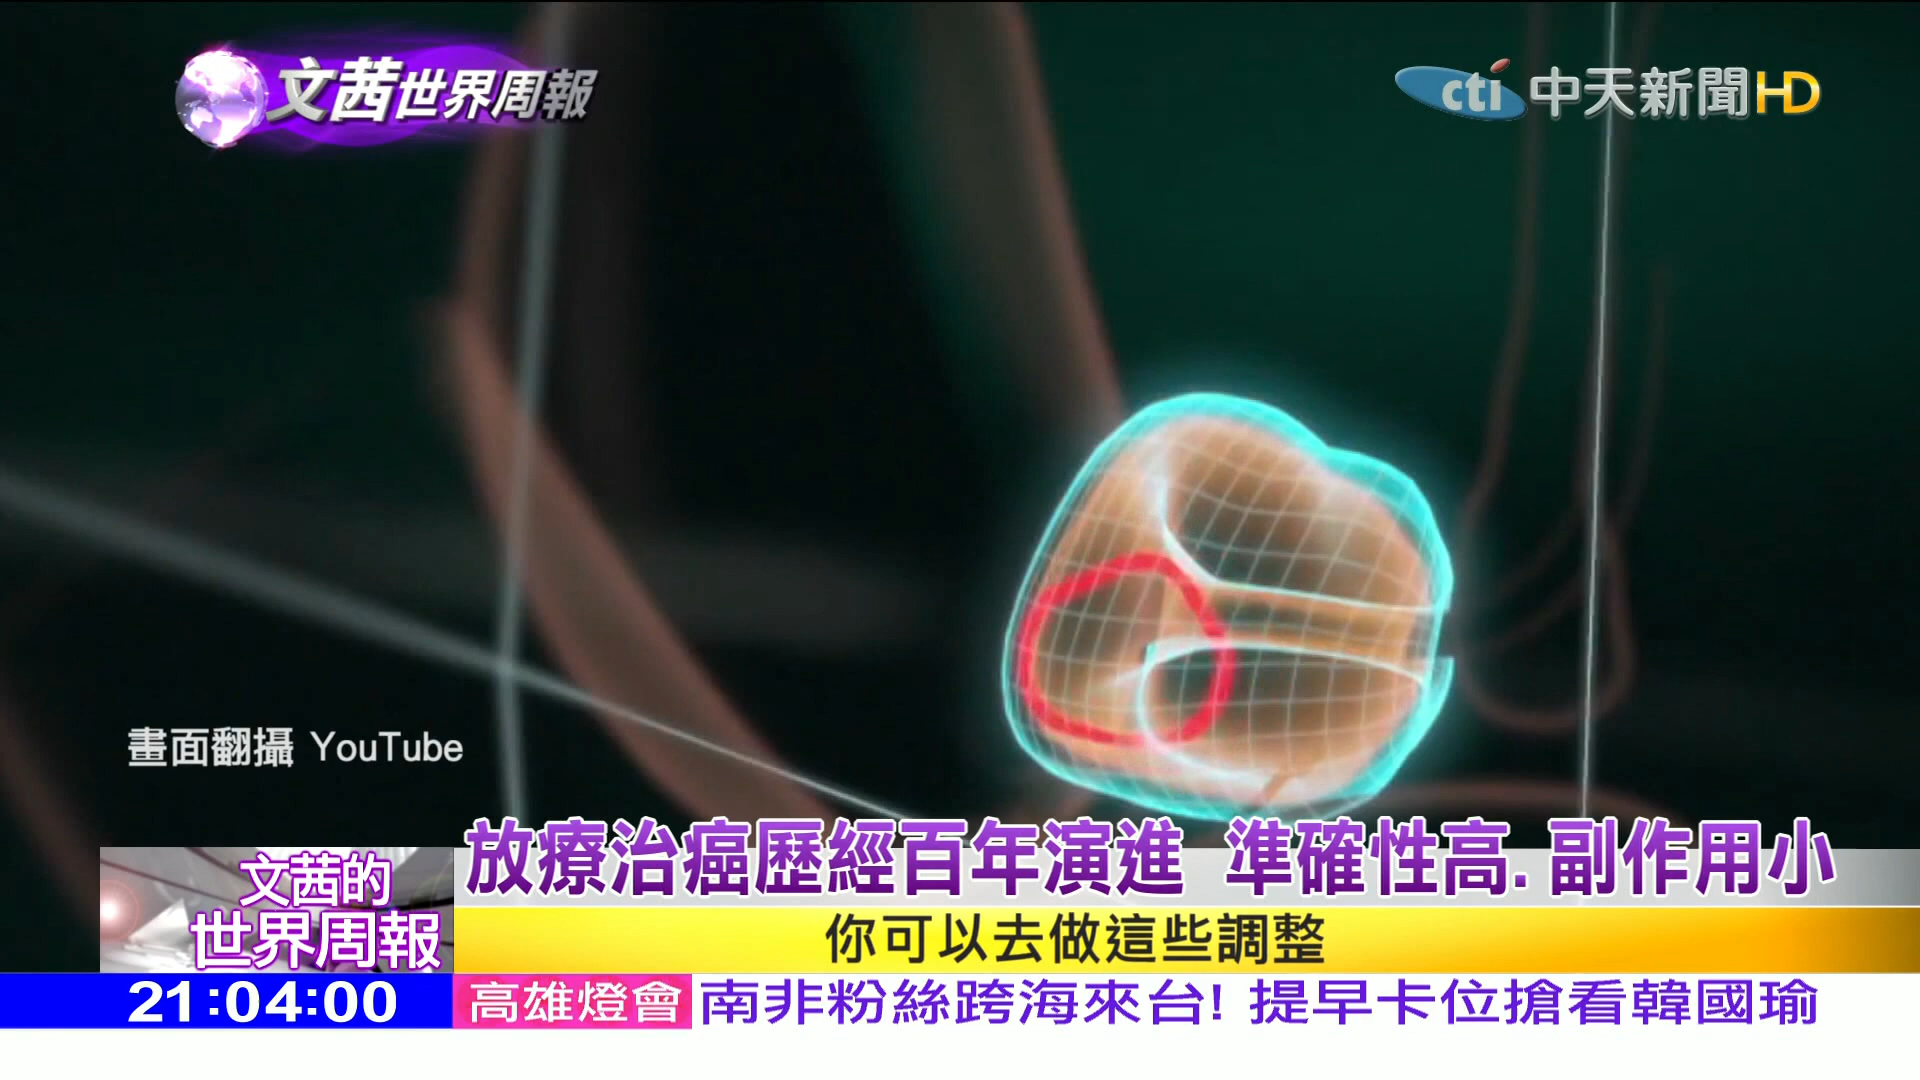 文茜世界周報
cti 中天新聞HD
畫面翻攝 YouTube
放療治癌歷經百年演進 準確性高.副作用小
文茜的
世界周報
你可以去做這些調整
21:04:00
高雄燈會
南非粉絲跨海來台! 提早卡位搶看韓國瑜